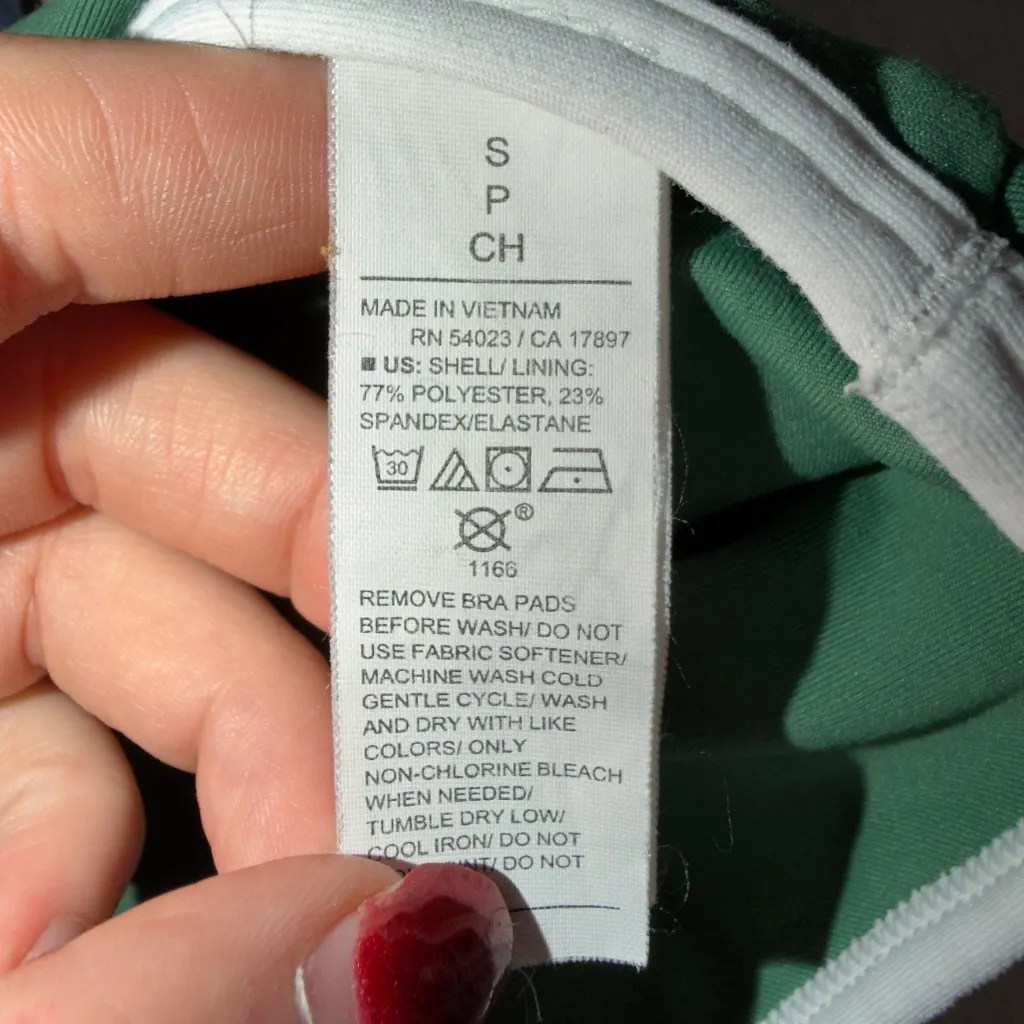 S
P
CH
MADE IN VIETNAM
RN 54023 / CA 17897
US: SHELL/ LINING:
77% POLYESTER, 23%
SPANDEX/ELASTANE
30
®
1166
REMOVE BRA PADS
BEFORE WASH/ DO NOT
USE FABRIC SOFTENER/
MACHINE WASH COLD
GENTLE CYCLE/ WASH
AND DRY WITH LIKE
COLORS/ ONLY
NON-CHLORINE BLEACH
WHEN NEEDED/
TUMBLE DRY LOW/
COOL IRON/ DO NOT
DO NOT